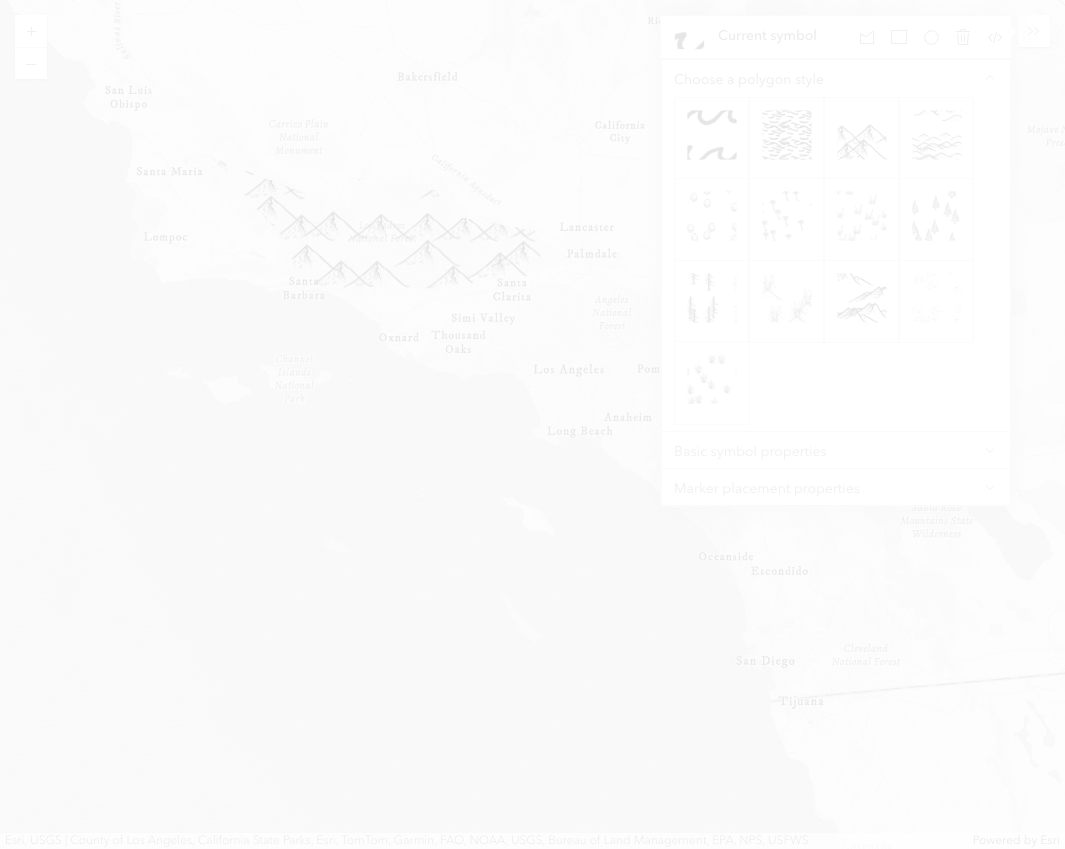 +
−
Current symbol
Choose a polygon style
Basic symbol properties
Marker placement properties
Bakersfield
San Luis
Obispo
Carrizo Plain
National
Monument
California
City
California Aqueduct
Santa Maria
Lompoc
National Forest
Lancaster
Palmdale
Santa
Barbara
Santa
Clarita
Angeles
National
Forest
Simi Valley
Oxnard
Thousand
Oaks
Channel
Islands
National
Park
Los Angeles
Pom
Anaheim
Long Beach
Santa Rosa
Mountains State
Wilderness
Oceanside
Escondido
Cleveland
National Forest
San Diego
Tijuana
Esri, USGS | County of Los Angeles, California State Parks, Esri, TomTom, Garmin, FAO, NOAA, USGS, Bureau of Land Management, EPA, NPS, USFWS
Powered by Esri